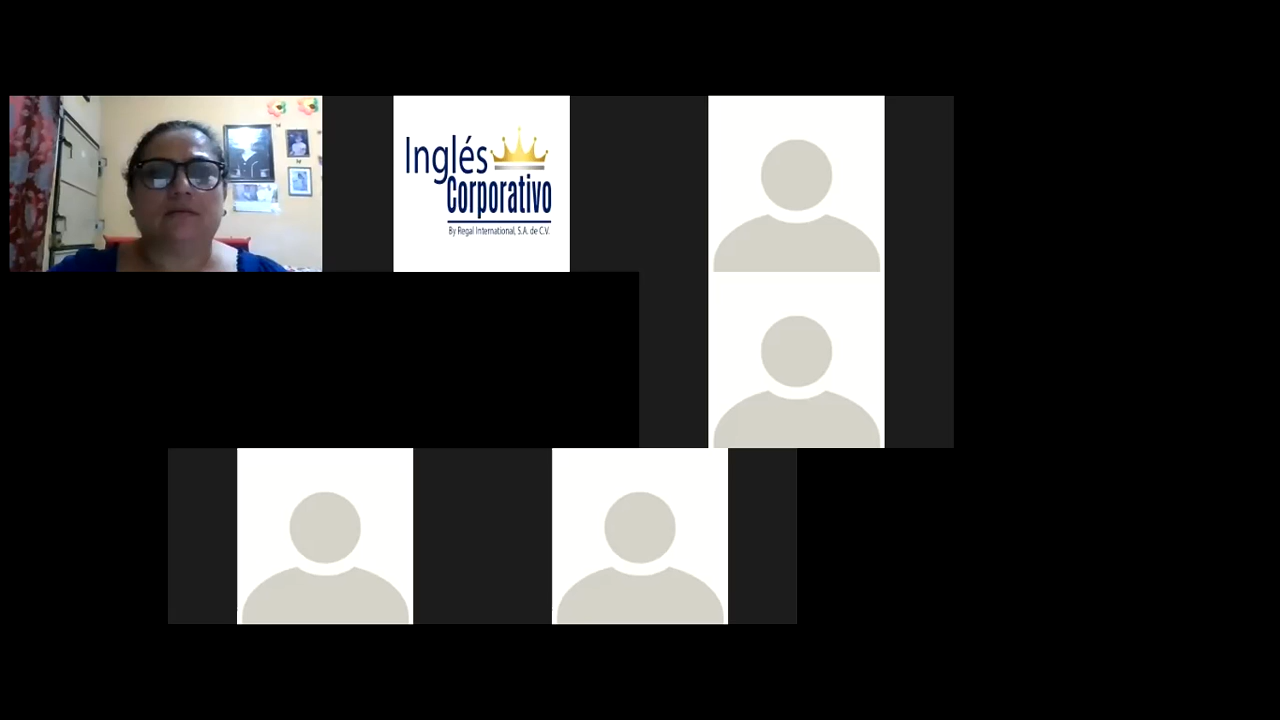 Inglés
Corporativo
By Regal International, S.A. de C.V.